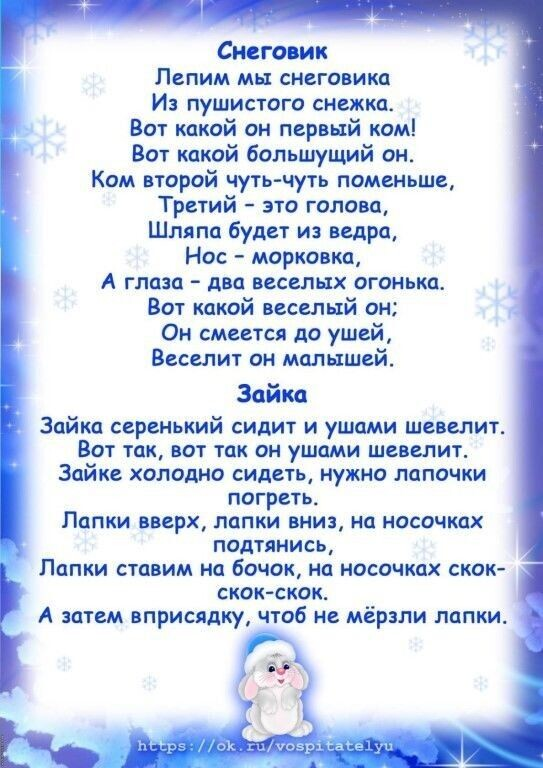 Снеговик
Лепим мы снеговика
Из пушистого снежка.
Вот какой он первый ком!
Вот какой большущий он.
Ком второй чуть-чуть поменьше,
Третий - это голова,
Шляпа будет из ведра,
Нос - морковка,
А глаза - два веселых огонька.
Вот какой веселый он;
Он смеется до ушей,
Веселит он малышей.
Зайка
Зайка серенький сидит и ушами шевелит.
Вот так, вот так он ушами шевелит.
Зайке холодно сидеть, нужно лапочки
погреть.
Лапки вверх, лапки вниз, на носочках
подтянись,
Лапки ставим на бочок, на носочках скок-
скок-скок.
А затем вприсядку, чтоб не мёрзли лапки.
https://ok.ru/vospitatelyu